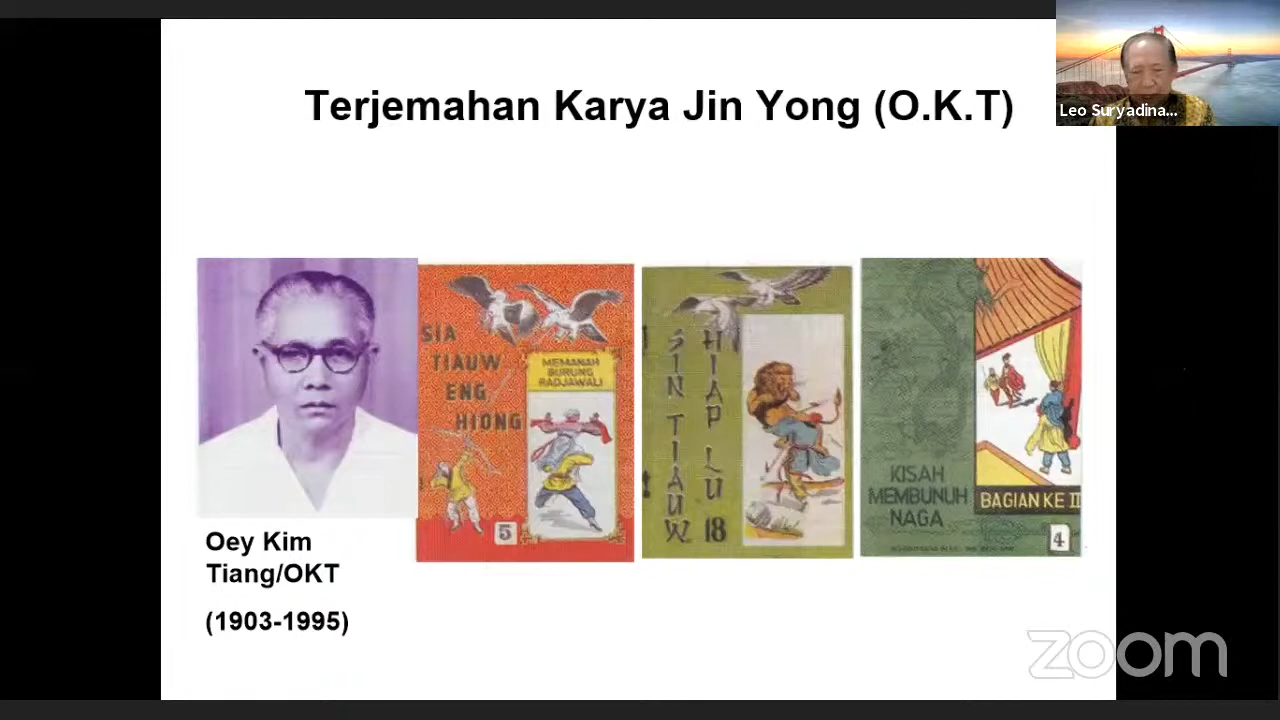 Terjemahan Karya Jin Yong (O.K.T)
Leo Suryadina...
SIA
TIAUW
ENG
HIONG
MEMANAH
BURUNG
RADJAWALI
5
SIN TIAUW
HIAP LU
18
KISAH
MEMBUNUH
NAGA
BAGIAN KE II
4
Oey Kim
Tiang/OKT
(1903-1995)
zoom